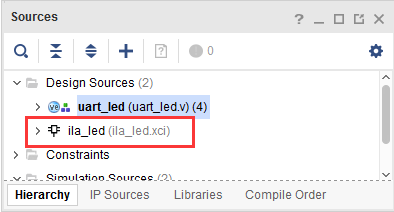 Sources
0
Design Sources (2)
uart_led (uart_led.v) (4)
ila_led (ila_led.xci)
Constraints
Simulation Sources (2)
Hierarchy IP Sources Libraries Compile Order